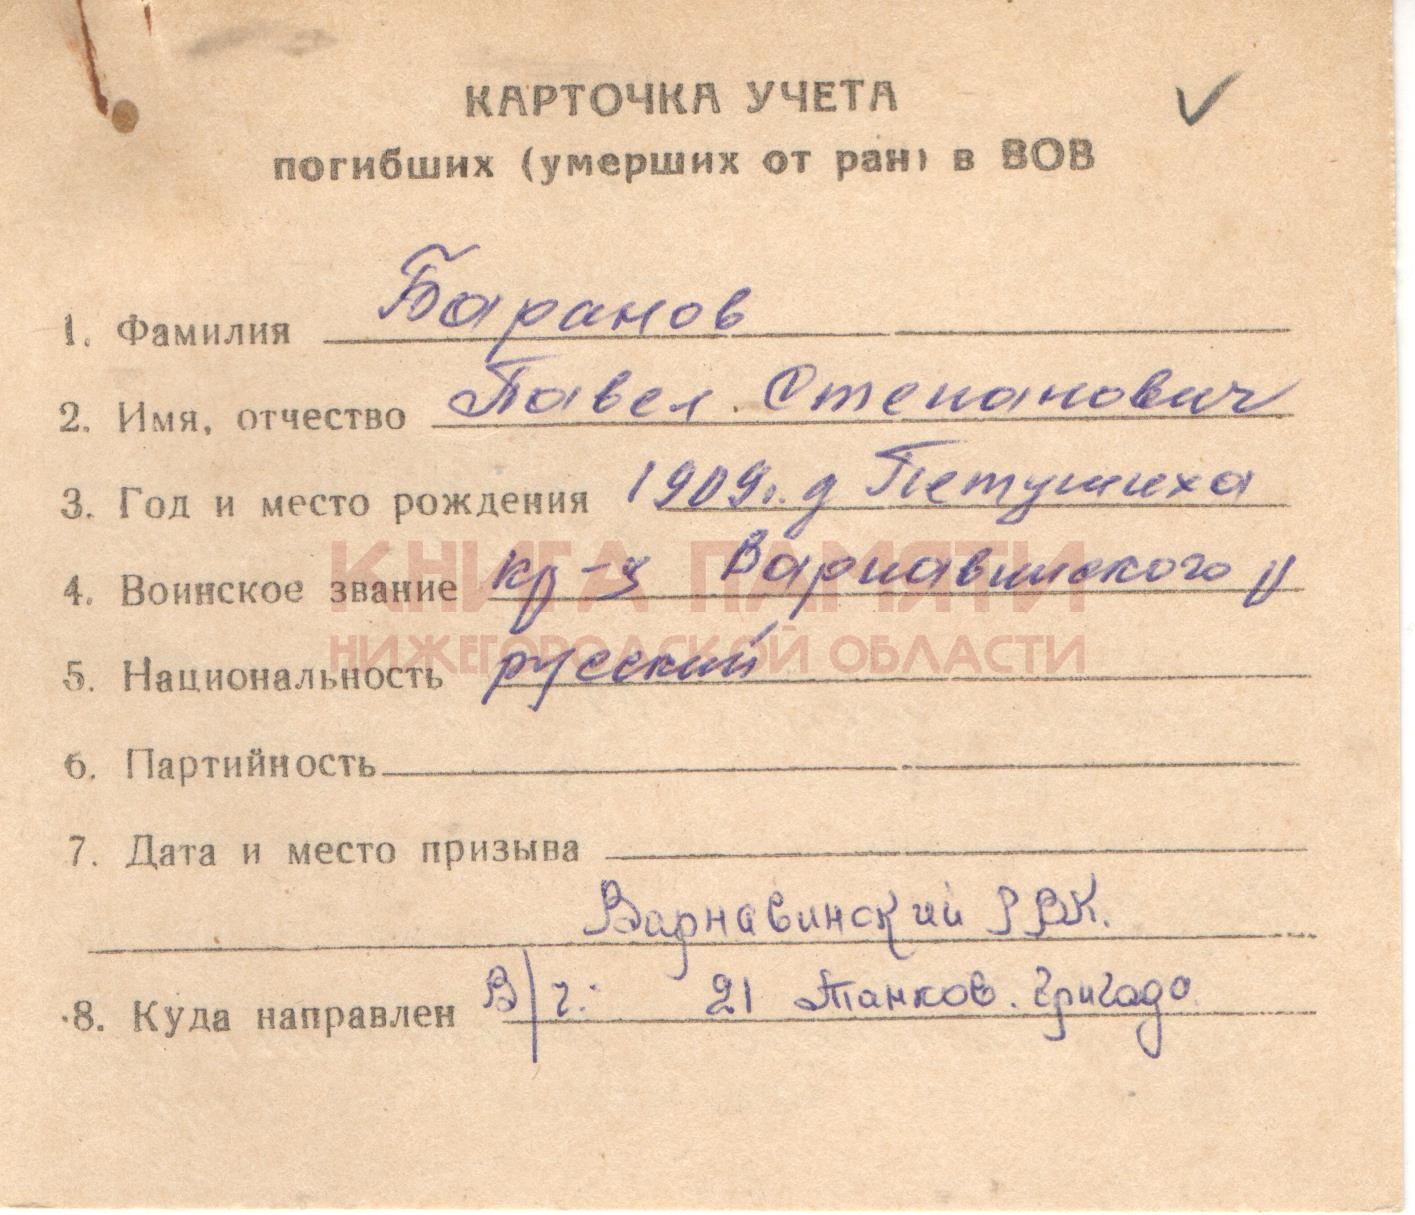 КАРТОЧКА УЧЕТА
погибших (умерших от ран) в ВОВ
1. Фамилия Баранов
2. Имя, отчество Павел Степанович
3. Год и место рождения 1909г. д Петушиха
4. Воинское звание кр-ц Варнавинского р
КНИГА ПАМЯТИ
НИЖЕГОРОДСКОЙ ОБЛАСТИ
5. Национальность русский
6. Партийность
7. Дата и место призыва
Варнавинский РВК.
8. Куда направлен В/ч: 21 Танков. бригада